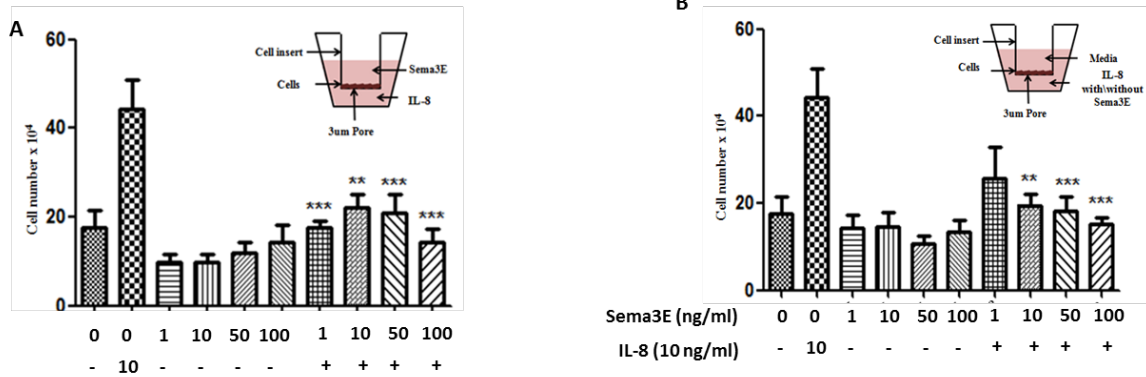 A
60
40
20
0
Cell number x 10⁴
Cell insert
Cells
Sema3E
IL-8
3um Pore
*** ** *** ***
0 0 1 10 50 100 1 10 50 100
- 10 - - - - + + + +
B
60
40
20
0
Cell number x 10⁴
Cell insert
Cells
Media
IL-8
with\without
Sema3E
3um Pore
** *** ***
Sema3E (ng/ml) 0 0 1 10 50 100 1 10 50 100
IL-8 (10 ng/ml) - 10 - - - - + + + +